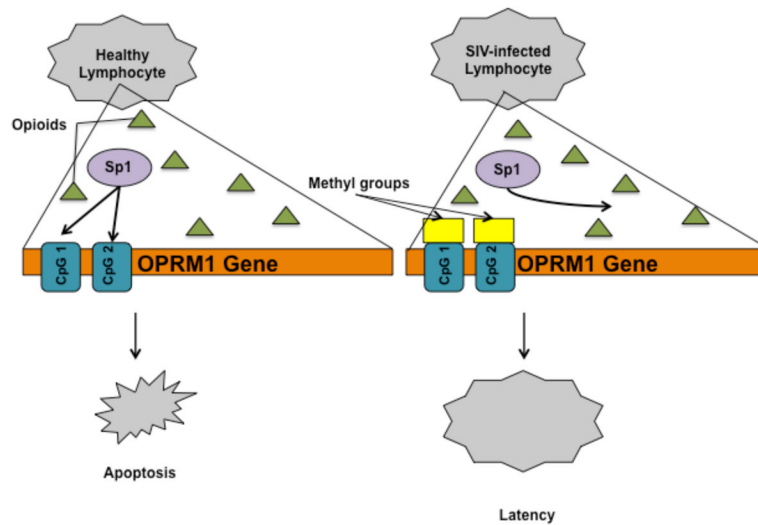 Healthy
Lymphocyte
Opioids
Sp1
CpG 1
CpG 2
OPRM1 Gene
Apoptosis
SIV-infected
Lymphocyte
Sp1
Methyl groups
CpG 1
CpG 2
OPRM1 Gene
Latency